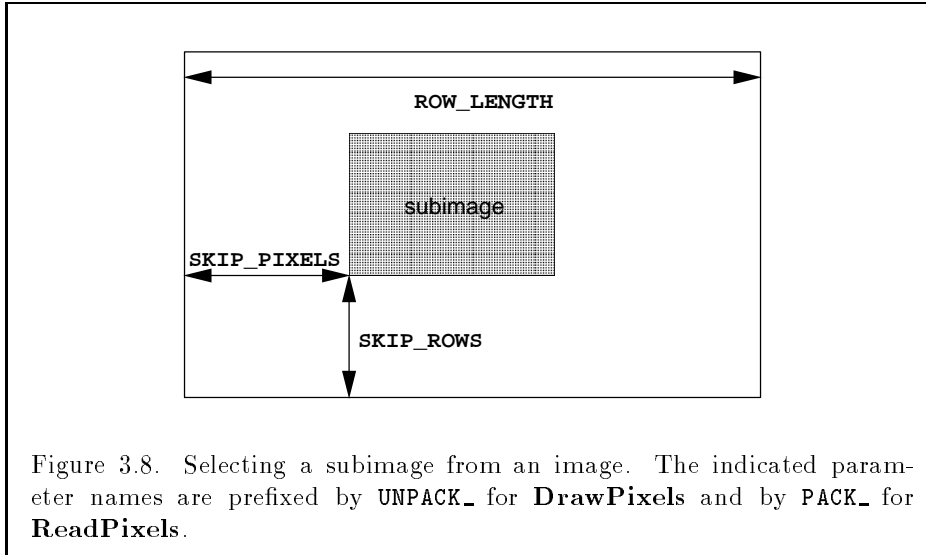 ROW_LENGTH
subimage
SKIP_PIXELS
SKIP_ROWS
Figure 3.8. Selecting a subimage from an image. The indicated param-
eter names are prefixed by UNPACK_ for DrawPixels and by PACK_ for
ReadPixels.